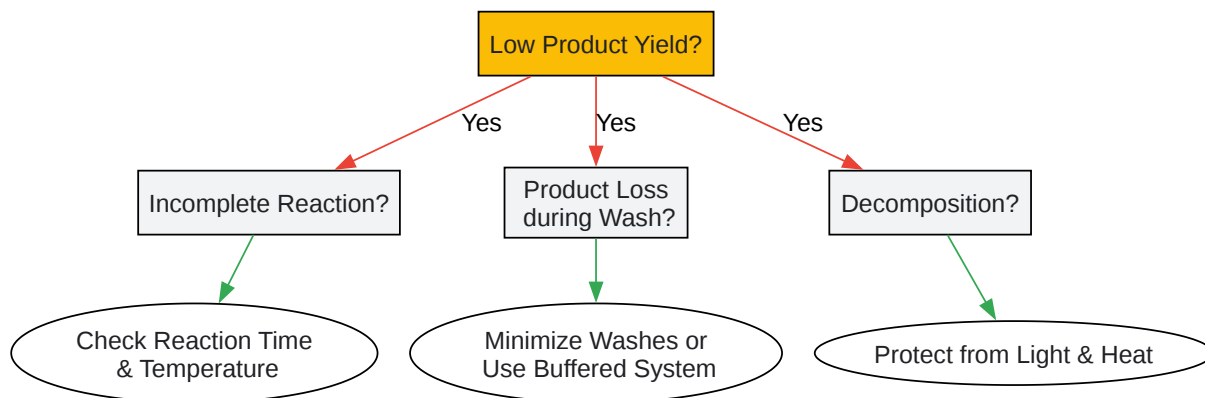 Low Product Yield?
Yes
Yes
Yes
Incomplete Reaction?
Product Loss
during Wash?
Decomposition?
Check Reaction Time
& Temperature
Minimize Washes or
Use Buffered System
Protect from Light & Heat